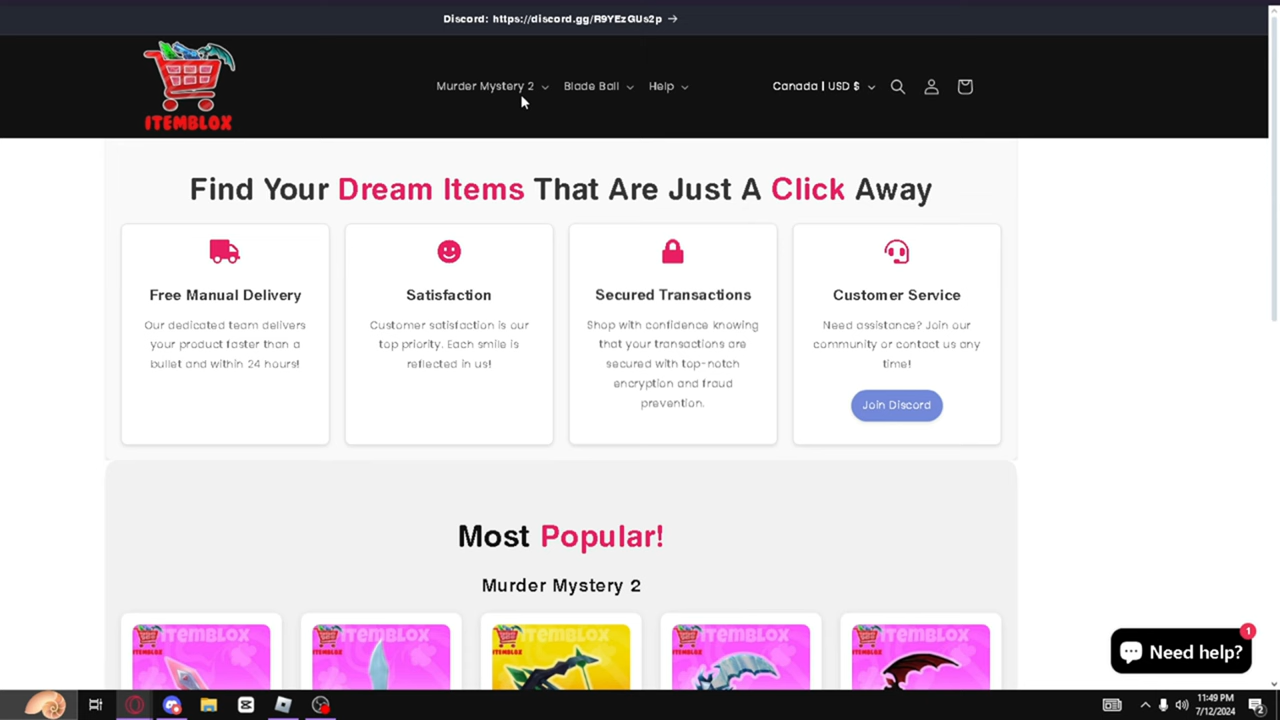 Discord: https://discord.gg/R9YEzGUs2p →
ITEMBLOX
Murder Mystery 2
Blade Ball
Help
Canada | USD $
Find Your Dream Items That Are Just A Click Away
Free Manual Delivery
Our dedicated team delivers
your product faster than a
bullet and within 24 hours!
Satisfaction
Customer satisfaction is our
top priority. Each smile is
reflected in us!
Secured Transactions
Shop with confidence knowing
that your transactions are
secured with top-notch
encryption and fraud
prevention.
Customer Service
Need assistance? Join our
community or contact us any
time!
Join Discord
Most Popular!
Murder Mystery 2
ITEMBLOX
ITEMBLOX
ITEMBLOX
ITEMBLOX
ITEMBLOX
1
Need help?
11:49 PM
7/12/2024
2